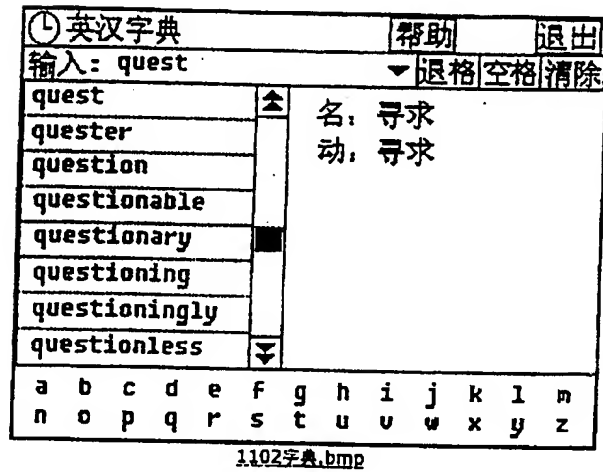 英汉字典 帮助 退出
输入: quest 退格 空格 清除
quest
quester
question
questionable
questionary
questioning
questioningly
questionless
名: 寻求
动: 寻求
a b c d e f g h i j k l m
n o p q r s t u v w x y z
1102字典.bmp